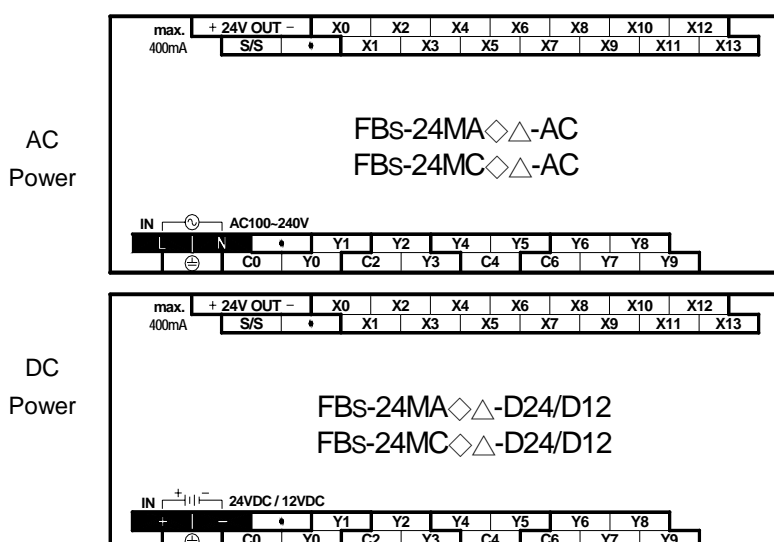 max. + 24V OUT − X0 X2 X4 X6 X8 X10 X12
400mA S/S • X1 X3 X5 X7 X9 X11 X13
AC
Power
FBs-24MA◇△-AC
FBs-24MC◇△-AC
IN AC100~240V
L N • Y1 Y2 Y4 Y5 Y6 Y8
C0 Y0 C2 Y3 C4 C6 Y7 Y9
max. + 24V OUT − X0 X2 X4 X6 X8 X10 X12
400mA S/S • X1 X3 X5 X7 X9 X11 X13
DC
Power
FBs-24MA◇△-D24/D12
FBs-24MC◇△-D24/D12
IN + − 24VDC / 12VDC
+ − • Y1 Y2 Y4 Y5 Y6 Y8
C0 Y0 C2 Y3 C4 C6 Y7 Y9